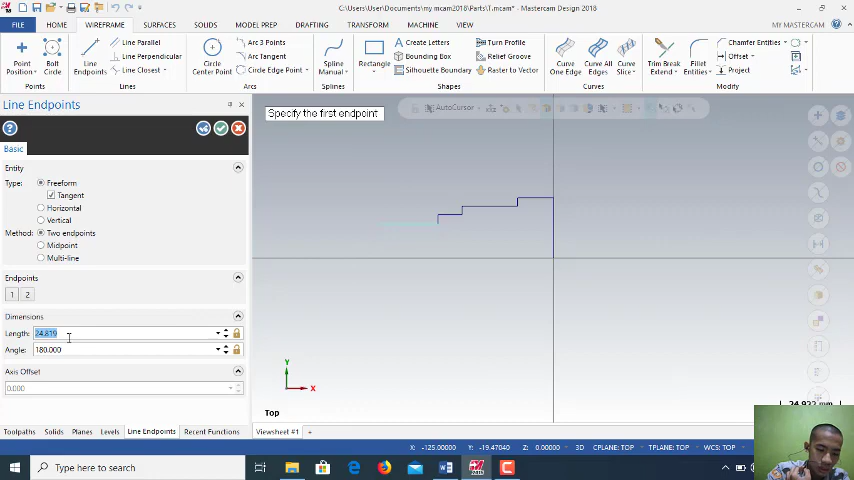 C:\Users\User\Documents\my mcam2018\Parts\T.mcam* - Mastercam Design 2018
FILE HOME WIREFRAME SURFACES SOLIDS MODEL PREP DRAFTING TRANSFORM MACHINE VIEW MY MASTERCAM
Point Position
Bolt Circle
Points
Line Endpoints
Line Parallel
Line Perpendicular
Line Closest
Lines
Circle Center Point
Arc 3 Points
Arc Tangent
Circle Edge Point
Arcs
Spline Manual
Splines
Rectangle
Create Letters
Bounding Box
Silhouette Boundary
Turn Profile
Relief Groove
Raster to Vector
Shapes
Curve One Edge
Curve All Edges
Curve Slice
Curves
Trim Break Extend
Fillet Entities
Chamfer Entities
Offset
Project
Modify
Line Endpoints
Basic
Entity
Type: Freeform
Tangent
Horizontal
Vertical
Method: Two endpoints
Midpoint
Multi-line
Endpoints
1 2
Dimensions
Length: 24.819
Angle: 180.000
Axis Offset
0.000
Toolpaths Solids Planes Levels Line Endpoints Recent Functions
AutoCursor
Specify the first endpoint
Y
X
Top
Viewsheet #1 +
X: -125.00000 Y: -19.47040 Z: 0.00000 3D CPLANE: TOP TPLANE: TOP WCS: TOP
Type here to search